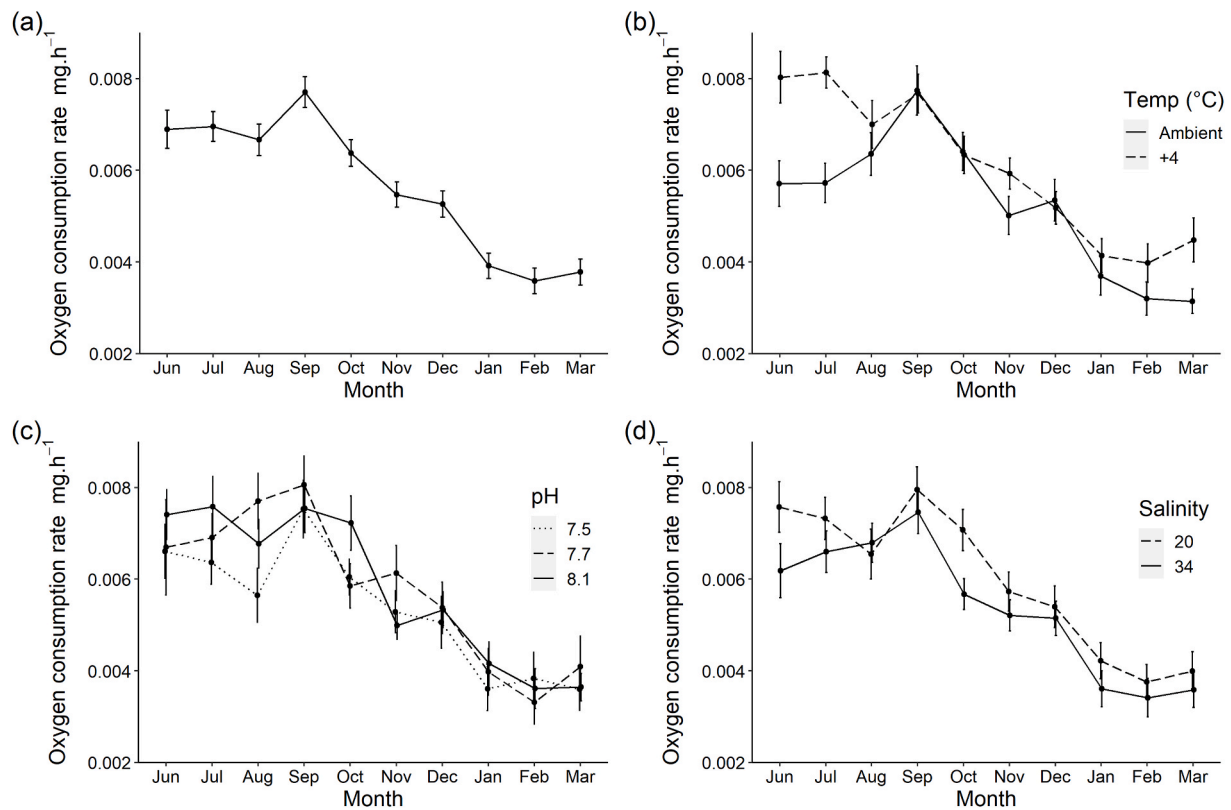 (a)
Oxygen consumption rate mg.h⁻¹
0.008
0.006
0.004
0.002
Jun Jul Aug Sep Oct Nov Dec Jan Feb Mar
Month
(b)
Oxygen consumption rate mg.h⁻¹
0.008
0.006
0.004
0.002
Jun Jul Aug Sep Oct Nov Dec Jan Feb Mar
Month
Temp (°C)
Ambient
+4
(c)
Oxygen consumption rate mg.h⁻¹
0.008
0.006
0.004
0.002
Jun Jul Aug Sep Oct Nov Dec Jan Feb Mar
Month
pH
7.5
7.7
8.1
(d)
Oxygen consumption rate mg.h⁻¹
0.008
0.006
0.004
0.002
Jun Jul Aug Sep Oct Nov Dec Jan Feb Mar
Month
Salinity
20
34